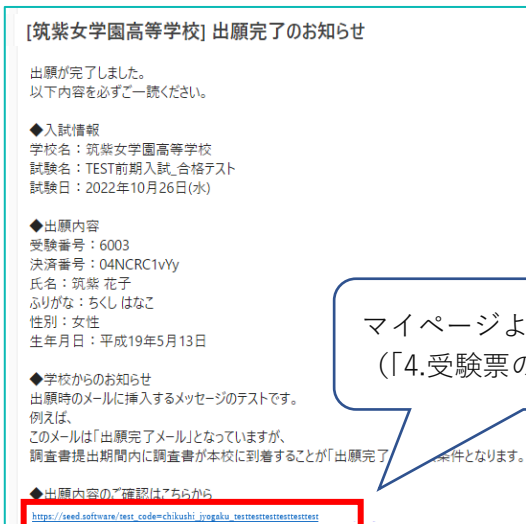 [筑紫女学園高等学校] 出願完了のお知らせ
出願が完了しました。
以下内容を必ずご一読ください。
◆入試情報
学校名：筑紫女学園高等学校
試験名：TEST前期入試_合格テスト
試験日：2022年10月26日(水)
◆出願内容
受験番号：6003
決済番号：04NCRC1vYy
氏名：筑紫 花子
ふりがな：ちくし はなこ
性別：女性
生年月日：平成19年5月13日
マイページよ
（「4.受験票の
◆学校からのお知らせ
出願時のメールに挿入するメッセージのテストです。
例えば、
このメールは「出願完了メール」となっていますが、
調査書提出期間内に調査書が本校に到着することが「出願完了 条件となります。
◆出願内容のご確認はこちらから
https://seed.software/test_code=chikushi_jyogaku_testtesttesttesttesttest